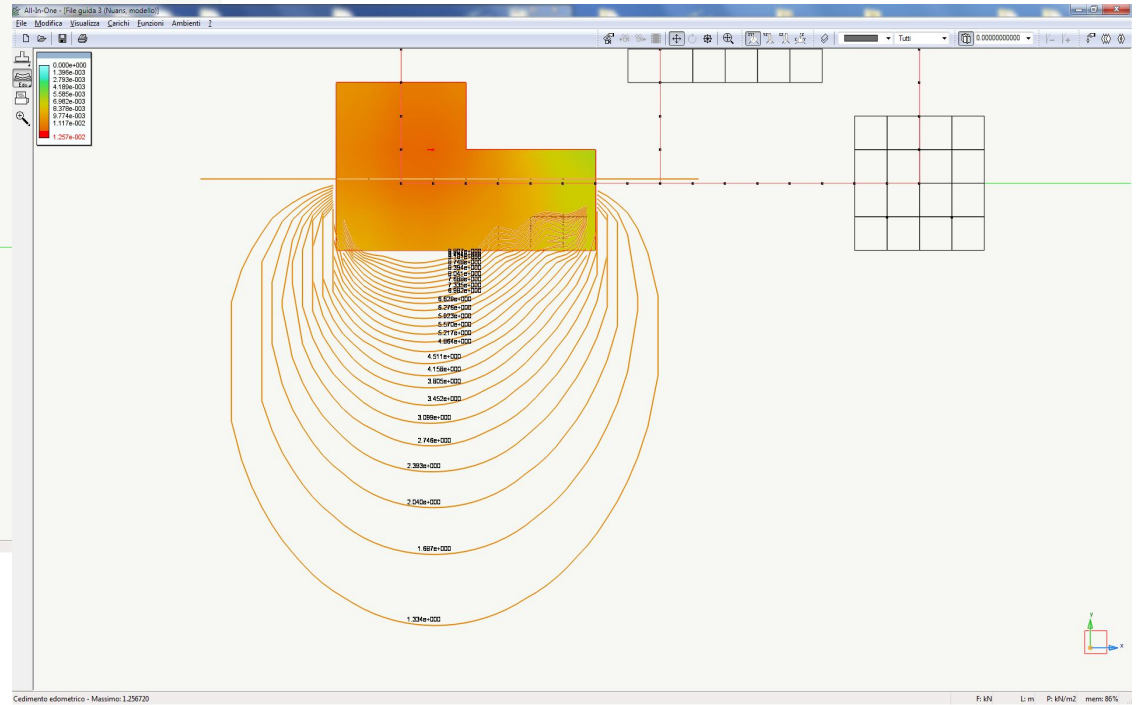 All-In-One - [File guida 3 (Nuans. modello)]
File Modifica Visualizza Carichi Funzioni Ambienti ?
Tutti
0.0000000000
Edo
0.000e+000
1.396e-003
2.793e-003
4.189e-003
5.585e-003
6.982e-003
8.378e-003
9.774e-003
1.117e-002
1.257e-002
6.982e+000
6.629e+000
6.276e+000
5.923e+000
5.570e+000
5.217e+000
4.864e+000
4.511e+000
4.158e+000
3.805e+000
3.452e+000
3.099e+000
2.746e+000
2.393e+000
2.040e+000
1.687e+000
1.334e+000
y
x
Cedimento edometrico - Massimo: 1.256720
F: kN L: m P: kN/m2 mem: 86%